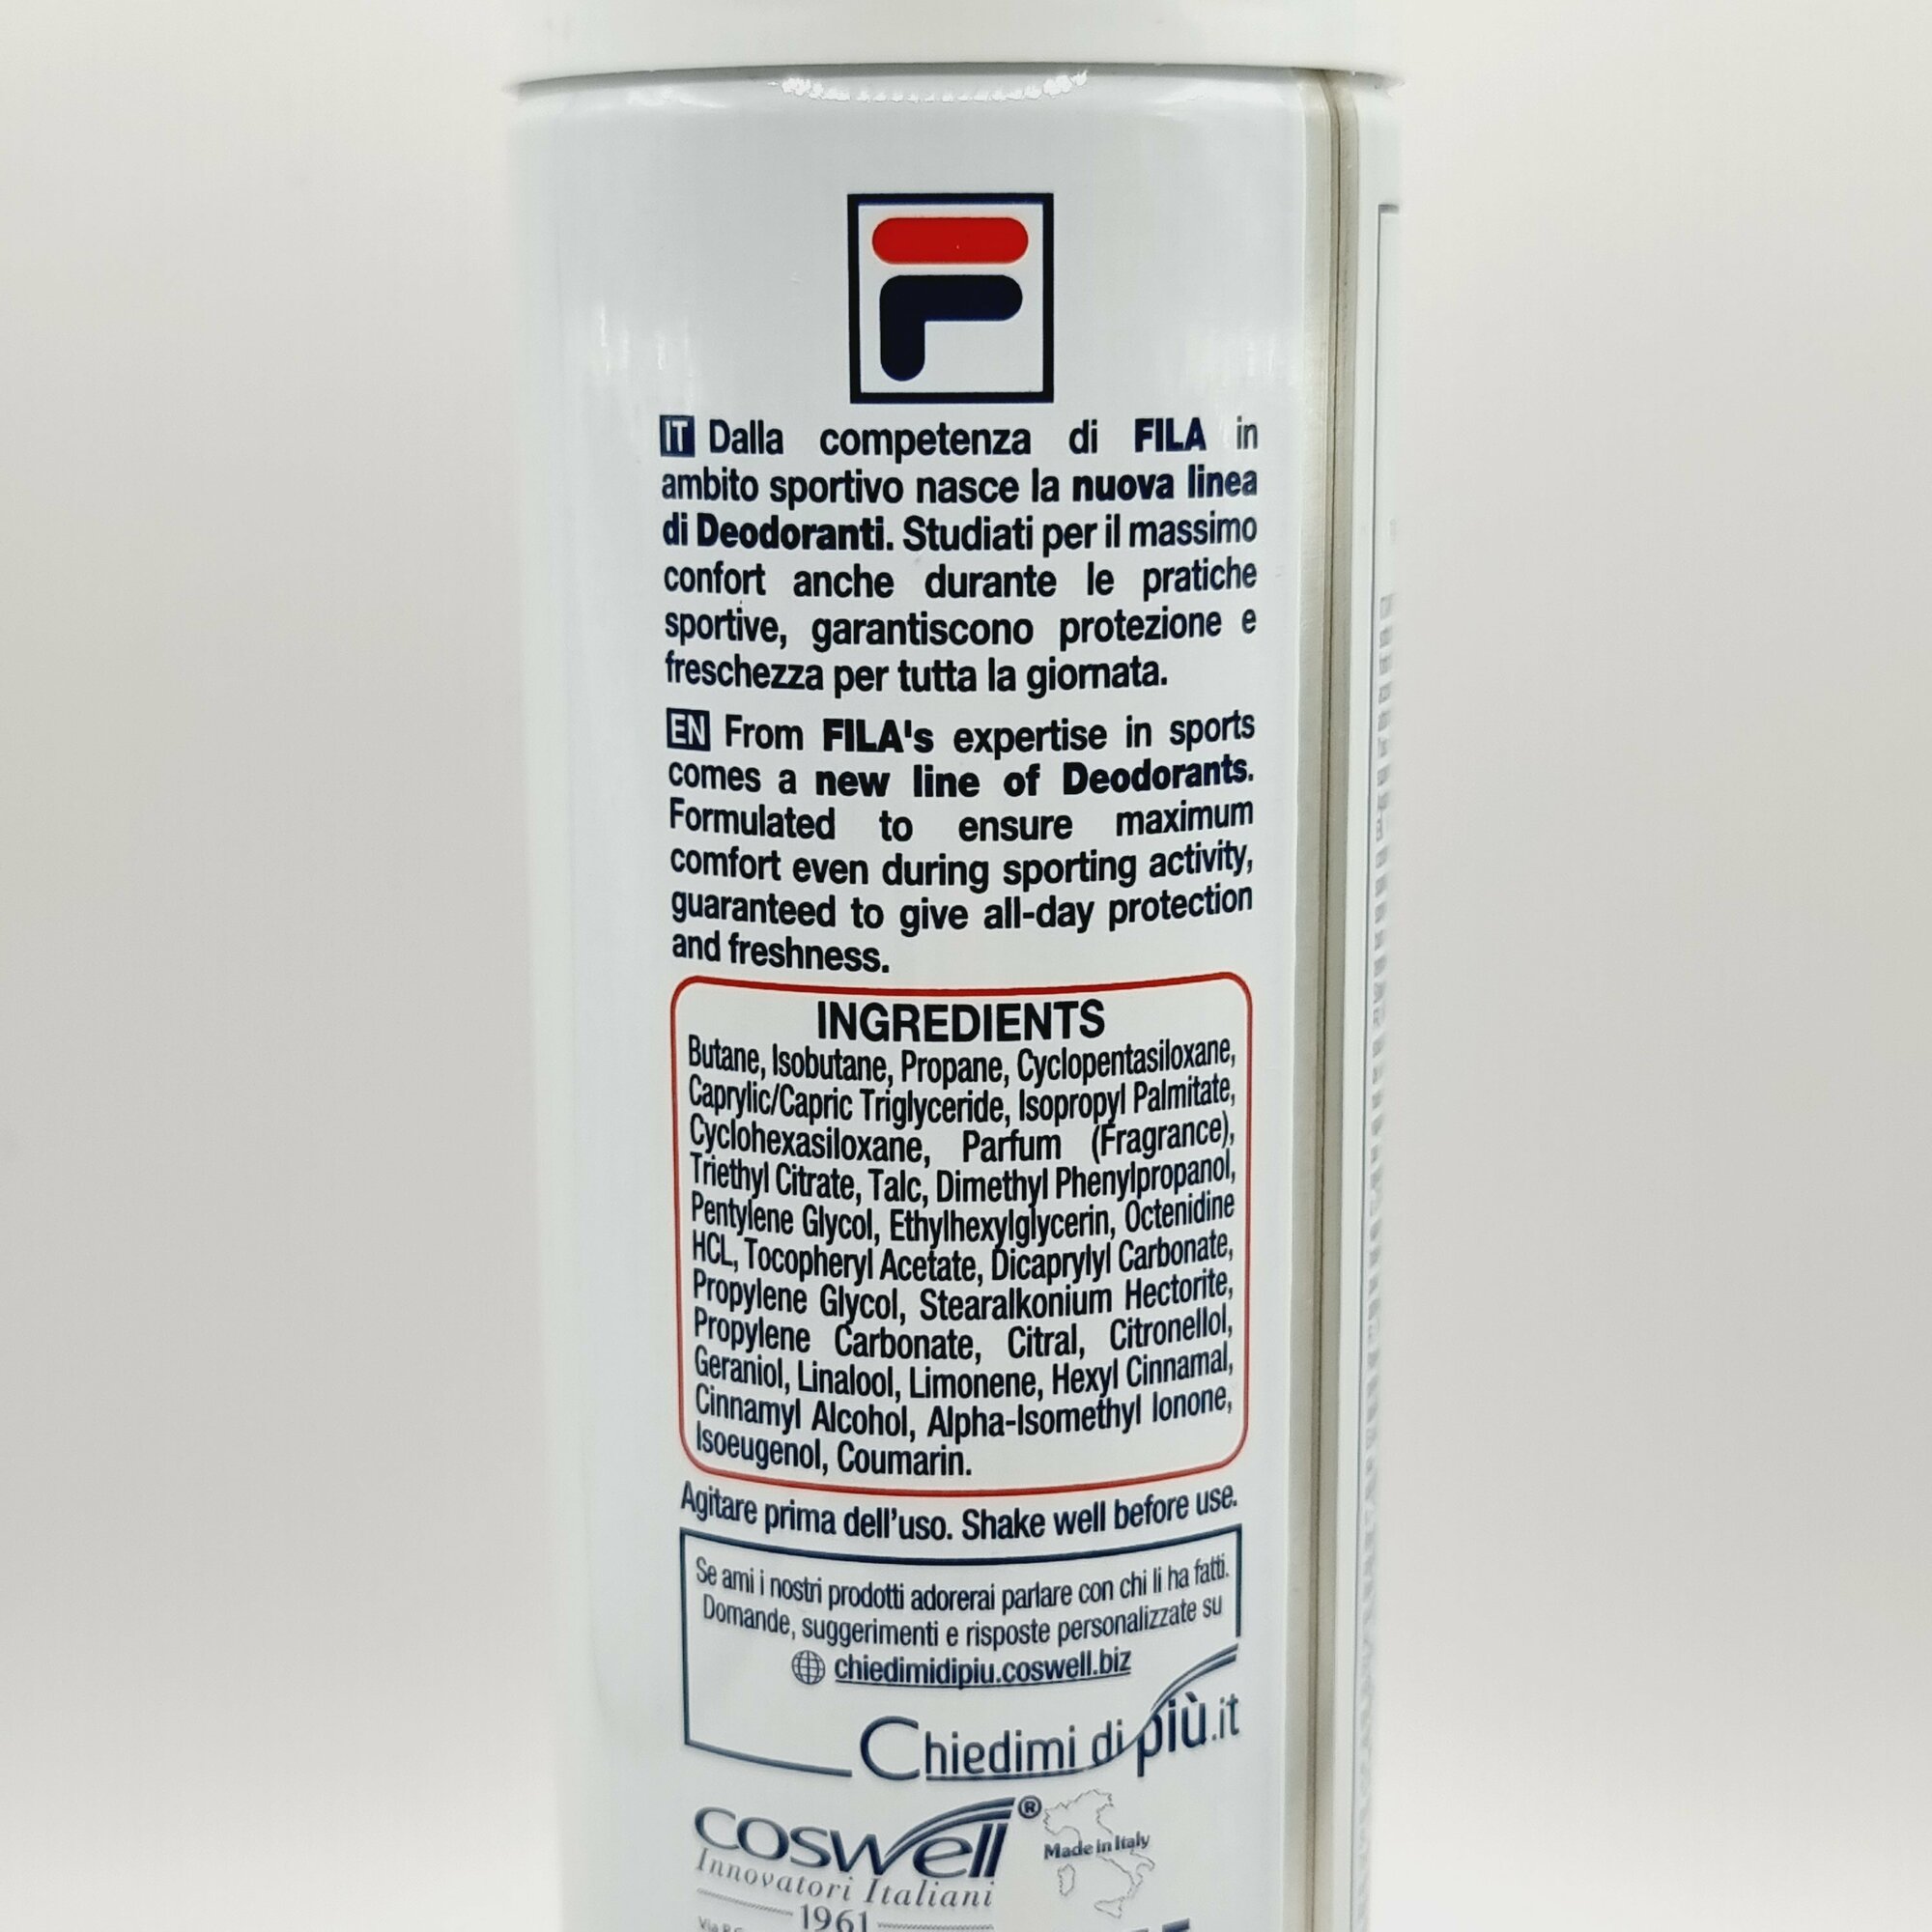 IT Dalla competenza di FILA in
ambito sportivo nasce la nuova linea
di Deodoranti. Studiati per il massimo
confort anche durante le pratiche
sportive, garantiscono protezione e
freschezza per tutta la giornata.
EN From FILA's expertise in sports
comes a new line of Deodorants.
Formulated to ensure maximum
comfort even during sporting activity,
guaranteed to give all-day protection
and freshness.
INGREDIENTS
Butane, Isobutane, Propane, Cyclopentasiloxane,
Caprylic/Capric Triglyceride, Isopropyl Palmitate,
Cyclohexasiloxane, Parfum (Fragrance),
Triethyl Citrate, Talc, Dimethyl Phenylpropanol,
Pentylene Glycol, Ethylhexylglycerin, Octenidine
HCL, Tocopheryl Acetate, Dicaprylyl Carbonate,
Propylene Glycol, Stearalkonium Hectorite,
Propylene Carbonate, Citral, Citronellol,
Geraniol, Linalool, Limonene, Hexyl Cinnamal,
Cinnamyl Alcohol, Alpha-Isomethyl Ionone,
Isoeugenol, Coumarin.
Agitare prima dell'uso. Shake well before use.
Se ami i nostri prodotti adorerai parlare con chi li ha fatti.
Domande, suggerimenti e risposte personalizzate su
chiedimidipiu.coswell.biz
Chiedimi di più.it
coswell®
Made in Italy
Innovatori Italiani
1961